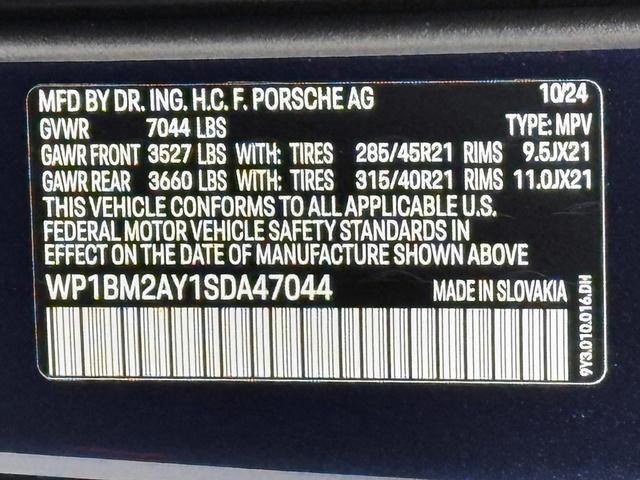 MFD BY DR. ING. H.C. F. PORSCHE AG 10/24
GVWR 7044 LBS TYPE: MPV
GAWR FRONT 3527 LBS WITH: TIRES 285/45R21 RIMS 9.5JX21
GAWR REAR 3660 LBS WITH: TIRES 315/40R21 RIMS 11.0JX21
THIS VEHICLE CONFORMS TO ALL APPLICABLE U.S.
FEDERAL MOTOR VEHICLE SAFETY STANDARDS IN
EFFECT ON THE DATE OF MANUFACTURE SHOWN ABOVE
WP1BM2AY1SDA47044 MADE IN SLOVAKIA
9Y3.010.016.DH